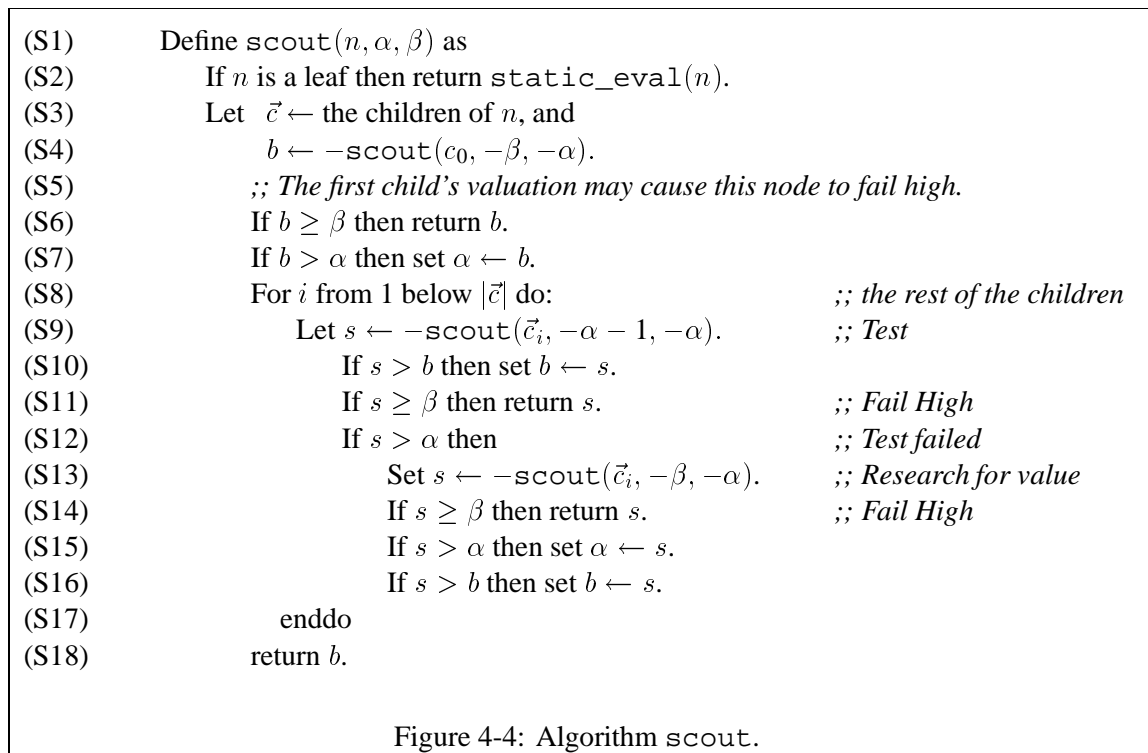 (S1) Define scout(n, α, β) as
(S2) If n is a leaf then return static_eval(n).
(S3) Let c⃗ ← the children of n, and
(S4) b ← −scout(c₀, −β, −α).
(S5) ;; The first child's valuation may cause this node to fail high.
(S6) If b ≥ β then return b.
(S7) If b > α then set α ← b.
(S8) For i from 1 below |c⃗| do: ;; the rest of the children
(S9) Let s ← −scout(c⃗ᵢ, −α − 1, −α). ;; Test
(S10) If s > b then set b ← s.
(S11) If s ≥ β then return s. ;; Fail High
(S12) If s > α then ;; Test failed
(S13) Set s ← −scout(c⃗ᵢ, −β, −α). ;; Research for value
(S14) If s ≥ β then return s. ;; Fail High
(S15) If s > α then set α ← s.
(S16) If s > b then set b ← s.
(S17) enddo
(S18) return b.
Figure 4-4: Algorithm scout.